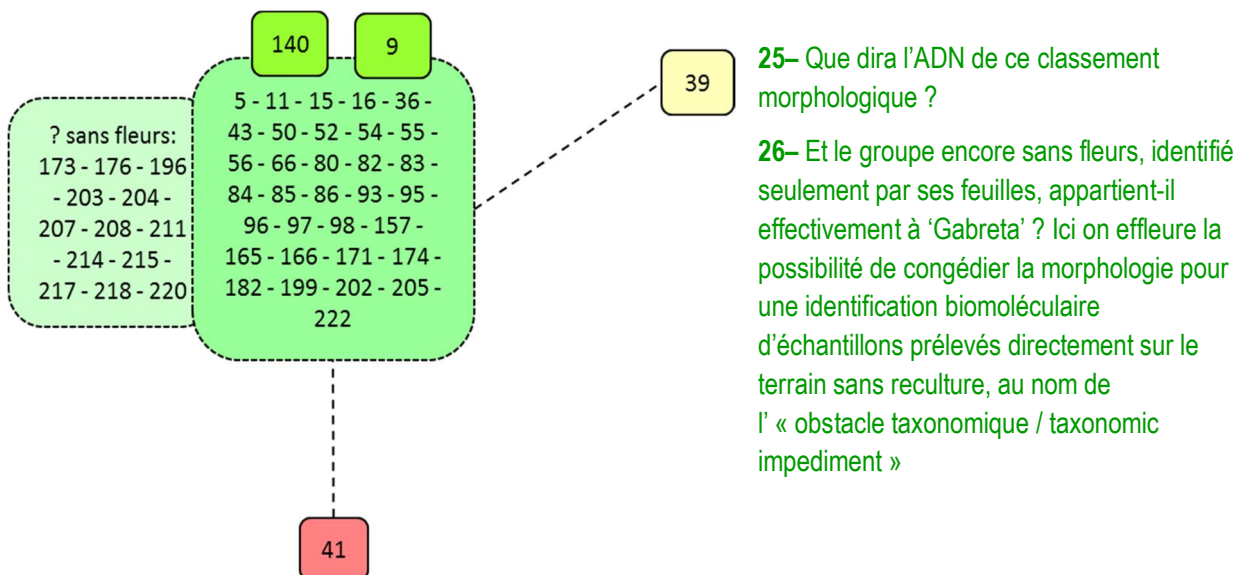 140
9
39
? sans fleurs:
173 - 176 - 196
- 203 - 204 -
207 - 208 - 211
- 214 - 215 -
217 - 218 - 220
5 - 11 - 15 - 16 - 36 -
43 - 50 - 52 - 54 - 55 -
56 - 66 - 80 - 82 - 83 -
84 - 85 - 86 - 93 - 95 -
96 - 97 - 98 - 157 -
165 - 166 - 171 - 174 -
182 - 199 - 202 - 205 -
222
41
25– Que dira l’ADN de ce classement
morphologique ?
26– Et le groupe encore sans fleurs, identifié
seulement par ses feuilles, appartient-il
effectivement à ‘Gabreta’ ? Ici on effleure la
possibilité de congédier la morphologie pour
une identification biomoléculaire
d’échantillons prélevés directement sur le
terrain sans reculture, au nom de
l’ « obstacle taxonomique / taxonomic
impediment »